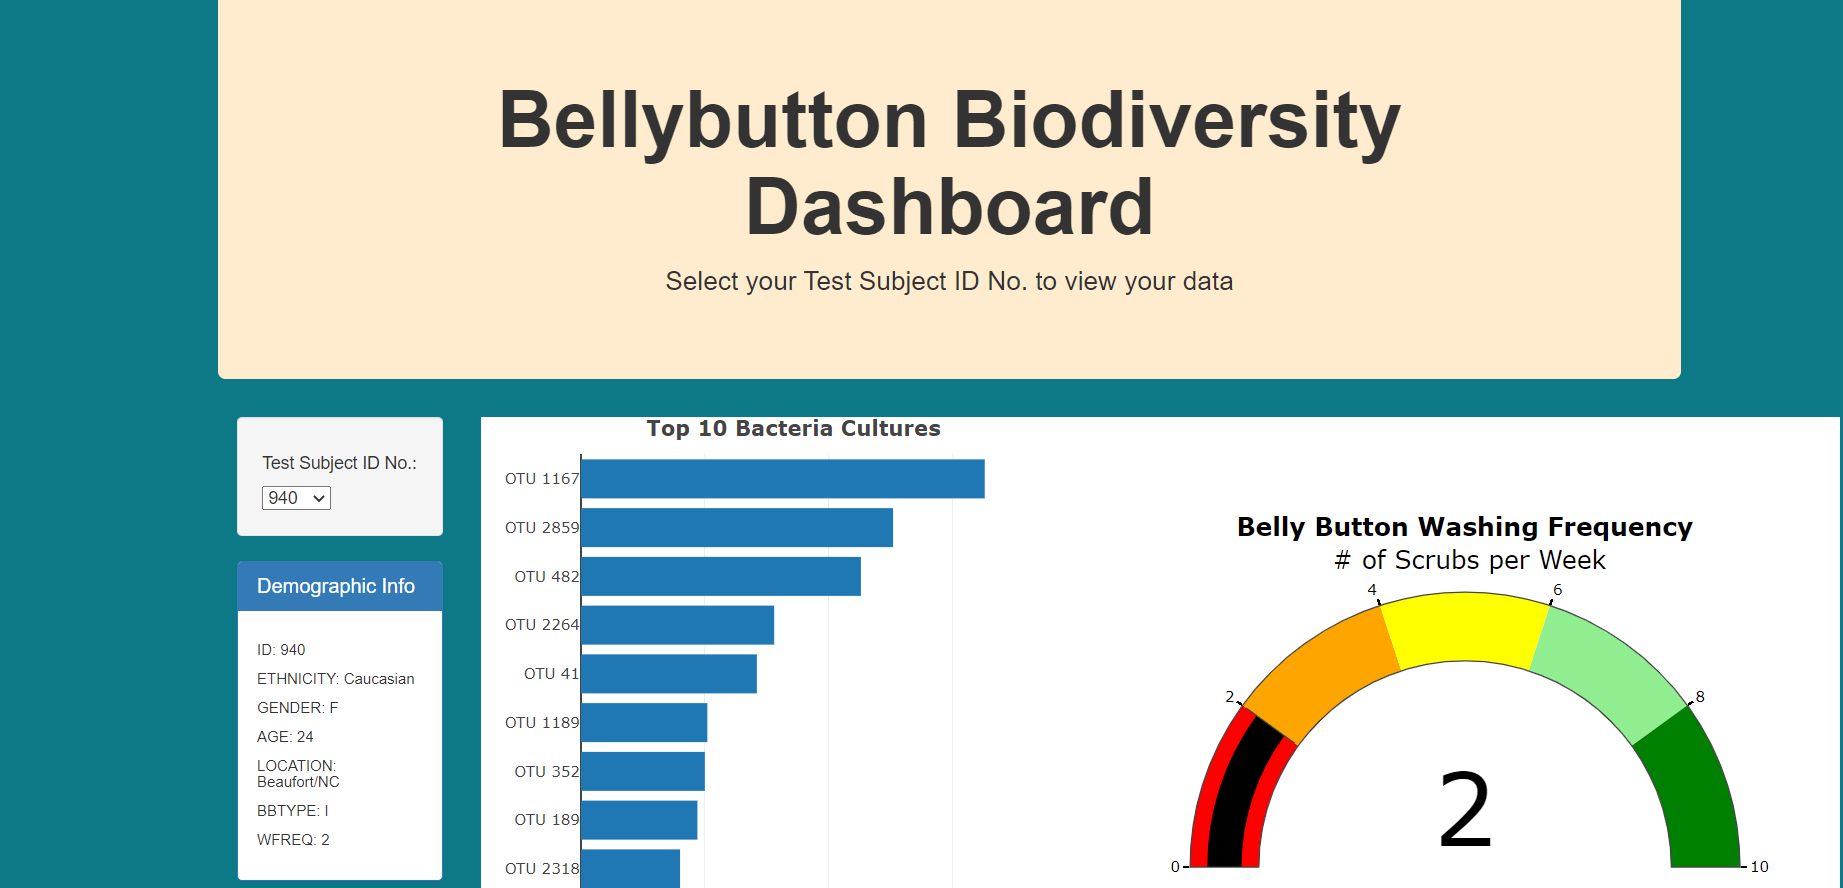 Bellybutton Biodiversity
Dashboard
Select your Test Subject ID No. to view your data
Test Subject ID No.:
940
Demographic Info
ID: 940
ETHNICITY: Caucasian
GENDER: F
AGE: 24
LOCATION:
Beaufort/NC
BBTYPE: I
WFREQ: 2
Top 10 Bacteria Cultures
OTU 1167
OTU 2859
OTU 482
OTU 2264
OTU 41
OTU 1189
OTU 352
OTU 189
OTU 2318
Belly Button Washing Frequency
# of Scrubs per Week
0
2
4
6
8
10
2